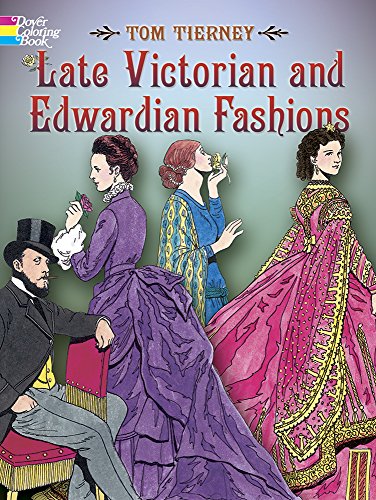 Dover
Coloring
Book
TOM TIERNEY
Late Victorian and
Edwardian Fashions